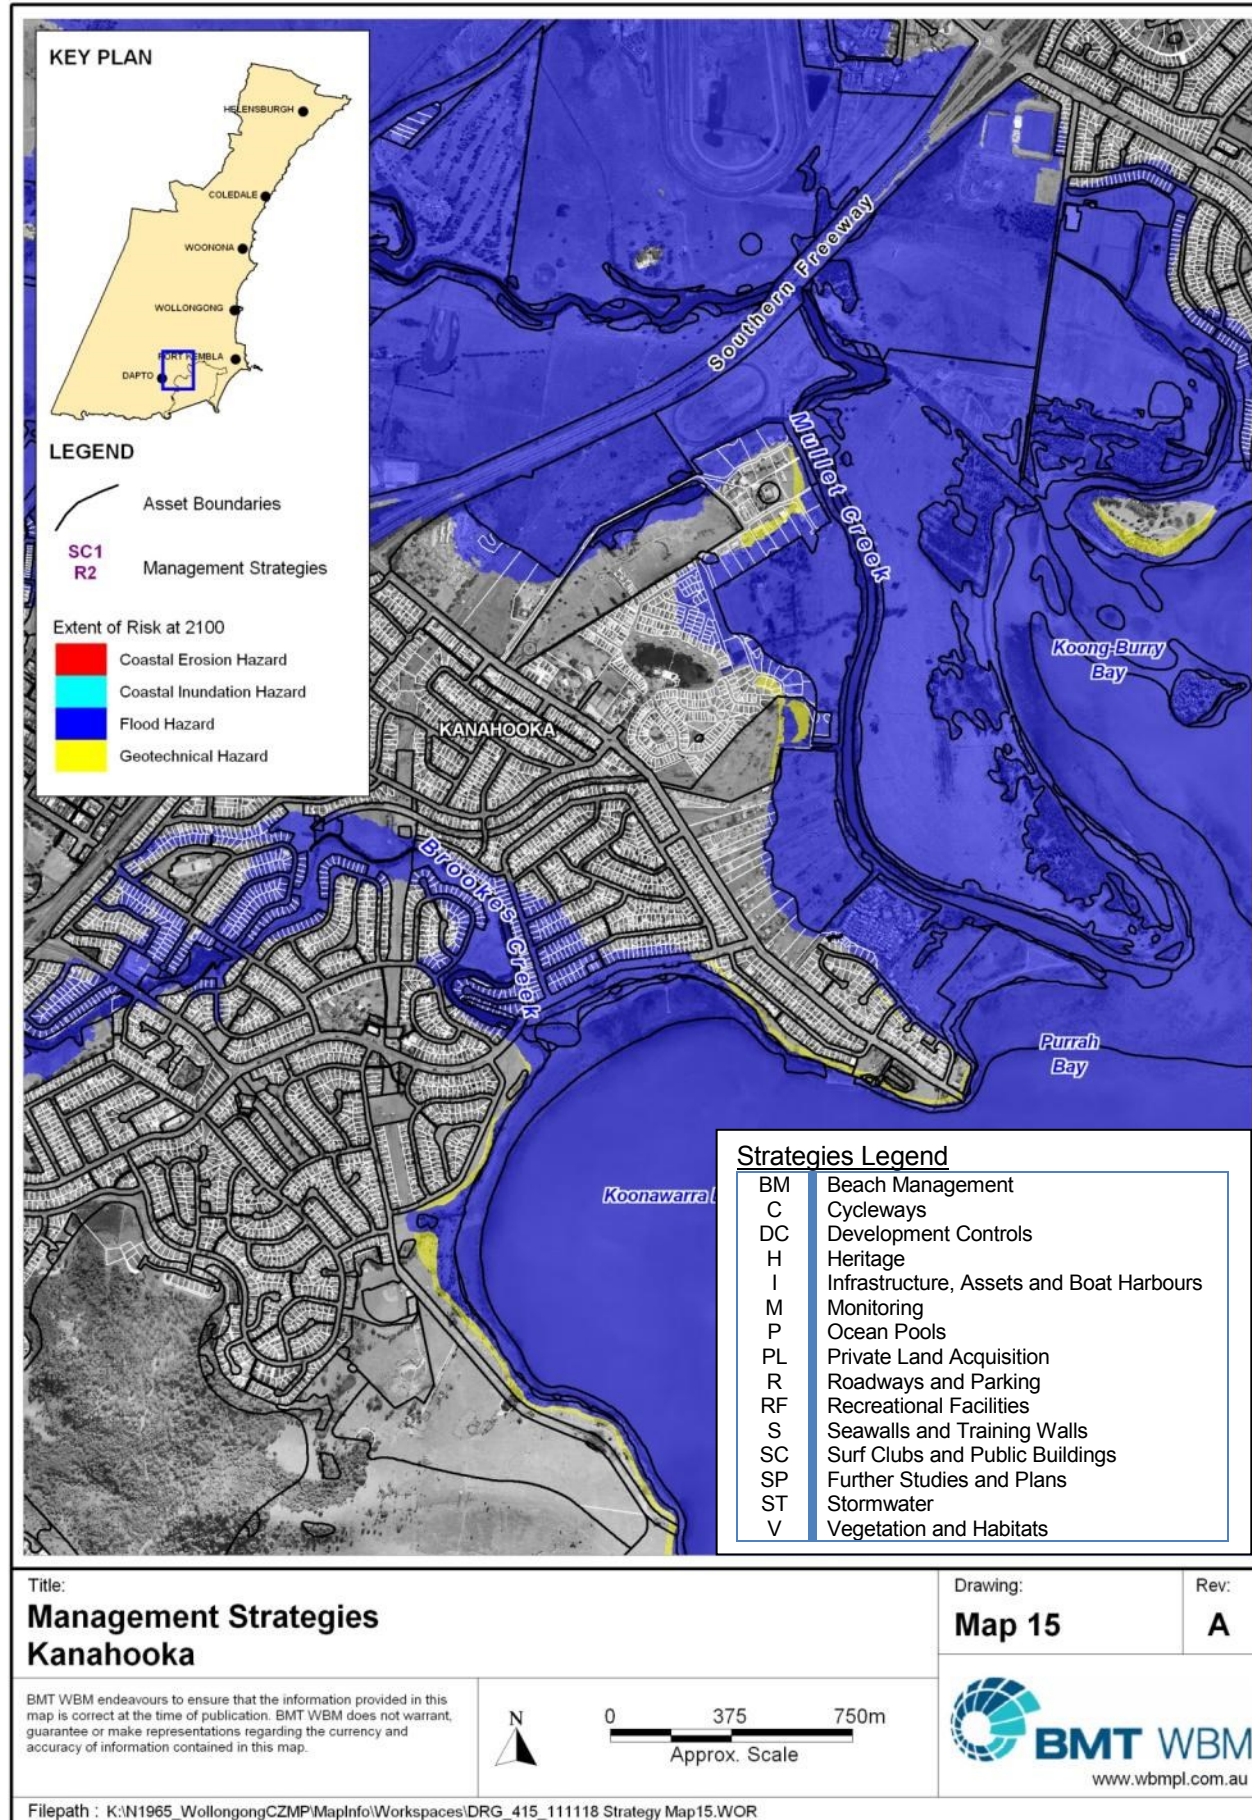 KEY PLAN
HELENSBURGH
COLEDALE
WOONONA
WOLLONGONG
PORT KEMBLA
DAPTO
LEGEND
Asset Boundaries
SC1
R2
Management Strategies
Extent of Risk at 2100
Coastal Erosion Hazard
Coastal Inundation Hazard
Flood Hazard
Geotechnical Hazard
Southern Freeway
Mullet Creek
Koong-Burry
Bay
KANAHOOKA
Brookes Creek
Purrah
Bay
Koonawarra
Strategies Legend
BM Beach Management
C Cycleways
DC Development Controls
H Heritage
I Infrastructure, Assets and Boat Harbours
M Monitoring
P Ocean Pools
PL Private Land Acquisition
R Roadways and Parking
RF Recreational Facilities
S Seawalls and Training Walls
SC Surf Clubs and Public Buildings
SP Further Studies and Plans
ST Stormwater
V Vegetation and Habitats
Title:
Management Strategies
Kanahooka
Drawing:
Map 15
Rev:
A
BMT WBM endeavours to ensure that the information provided in this
map is correct at the time of publication. BMT WBM does not warrant,
guarantee or make representations regarding the currency and
accuracy of information contained in this map.
N
0 375 750m
Approx. Scale
BMT WBM
www.wbmpl.com.au
Filepath : K:\N1965_WollongongCZMP\MapInfo\Workspaces\DRG_415_111118 Strategy Map15.WOR